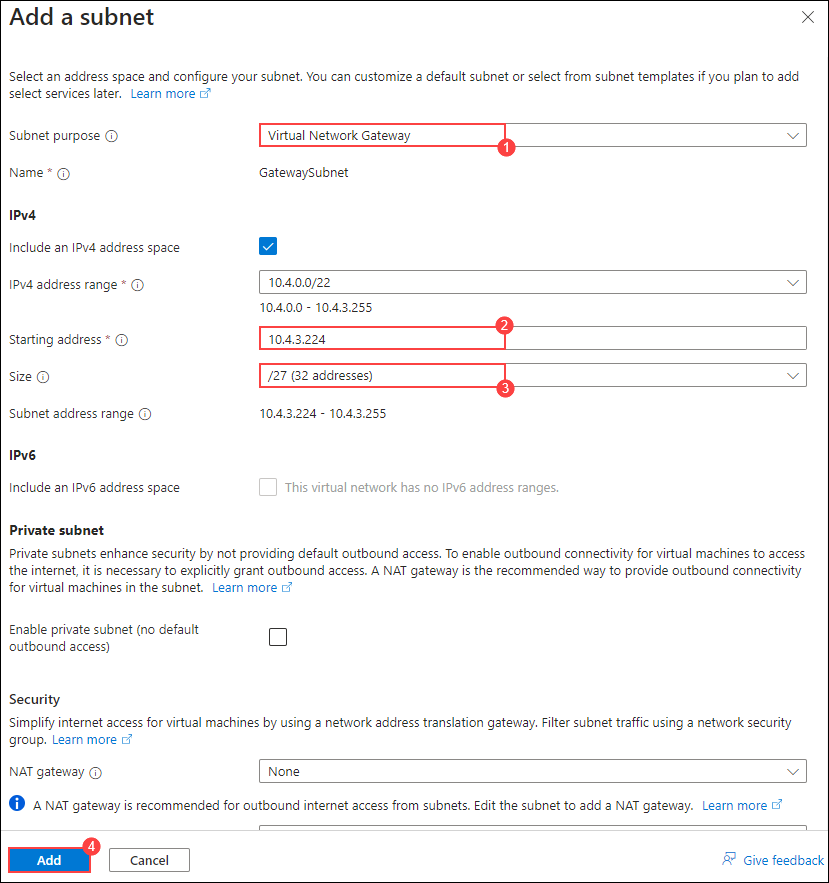 Add a subnet
Select an address space and configure your subnet. You can customize a default subnet or select from subnet templates if you plan to add
select services later. Learn more
Subnet purpose
Virtual Network Gateway
1
Name *
GatewaySubnet
IPv4
Include an IPv4 address space
IPv4 address range *
10.4.0.0/22
10.4.0.0 - 10.4.3.255
2
Starting address *
10.4.3.224
Size
/27 (32 addresses)
3
Subnet address range
10.4.3.224 - 10.4.3.255
IPv6
Include an IPv6 address space
This virtual network has no IPv6 address ranges.
Private subnet
Private subnets enhance security by not providing default outbound access. To enable outbound connectivity for virtual machines to access
the internet, it is necessary to explicitly grant outbound access. A NAT gateway is the recommended way to provide outbound connectivity
for virtual machines in the subnet. Learn more
Enable private subnet (no default
outbound access)
Security
Simplify internet access for virtual machines by using a network address translation gateway. Filter subnet traffic using a network security
group. Learn more
NAT gateway
None
A NAT gateway is recommended for outbound internet access from subnets. Edit the subnet to add a NAT gateway. Learn more
4
Add
Cancel
Give feedback